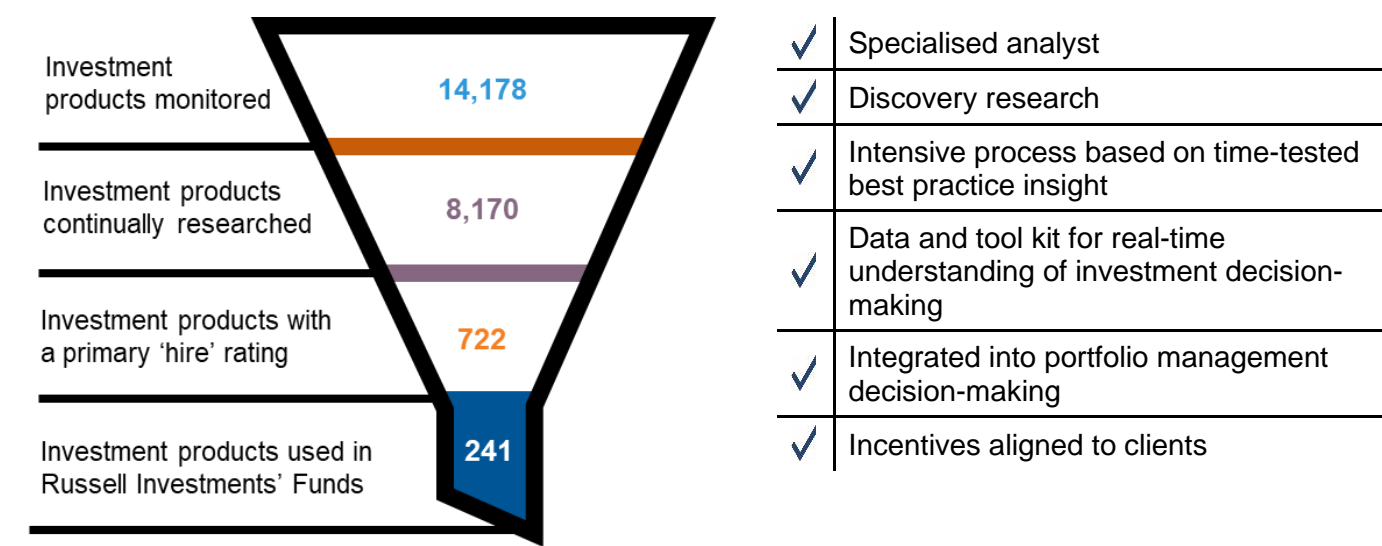 Investment
products monitored
14,178
Investment products
continually researched
8,170
Investment products with
a primary ‘hire’ rating
722
Investment products used in
Russell Investments’ Funds
241
Specialised analyst
Discovery research
Intensive process based on time-tested
best practice insight
Data and tool kit for real-time
understanding of investment decision-
making
Integrated into portfolio management
decision-making
Incentives aligned to clients